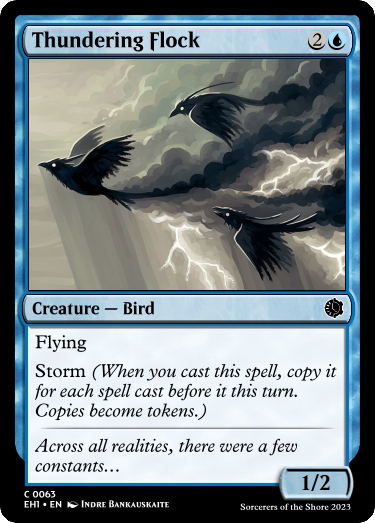 Thundering Flock 2
Creature — Bird
Flying
Storm (When you cast this spell, copy it
for each spell cast before it this turn.
Copies become tokens.)
Across all realities, there were a few
constants…
1/2
C 0063
EH1 • EN Indre Bankauskaite
Sorcerers of the Shore 2023